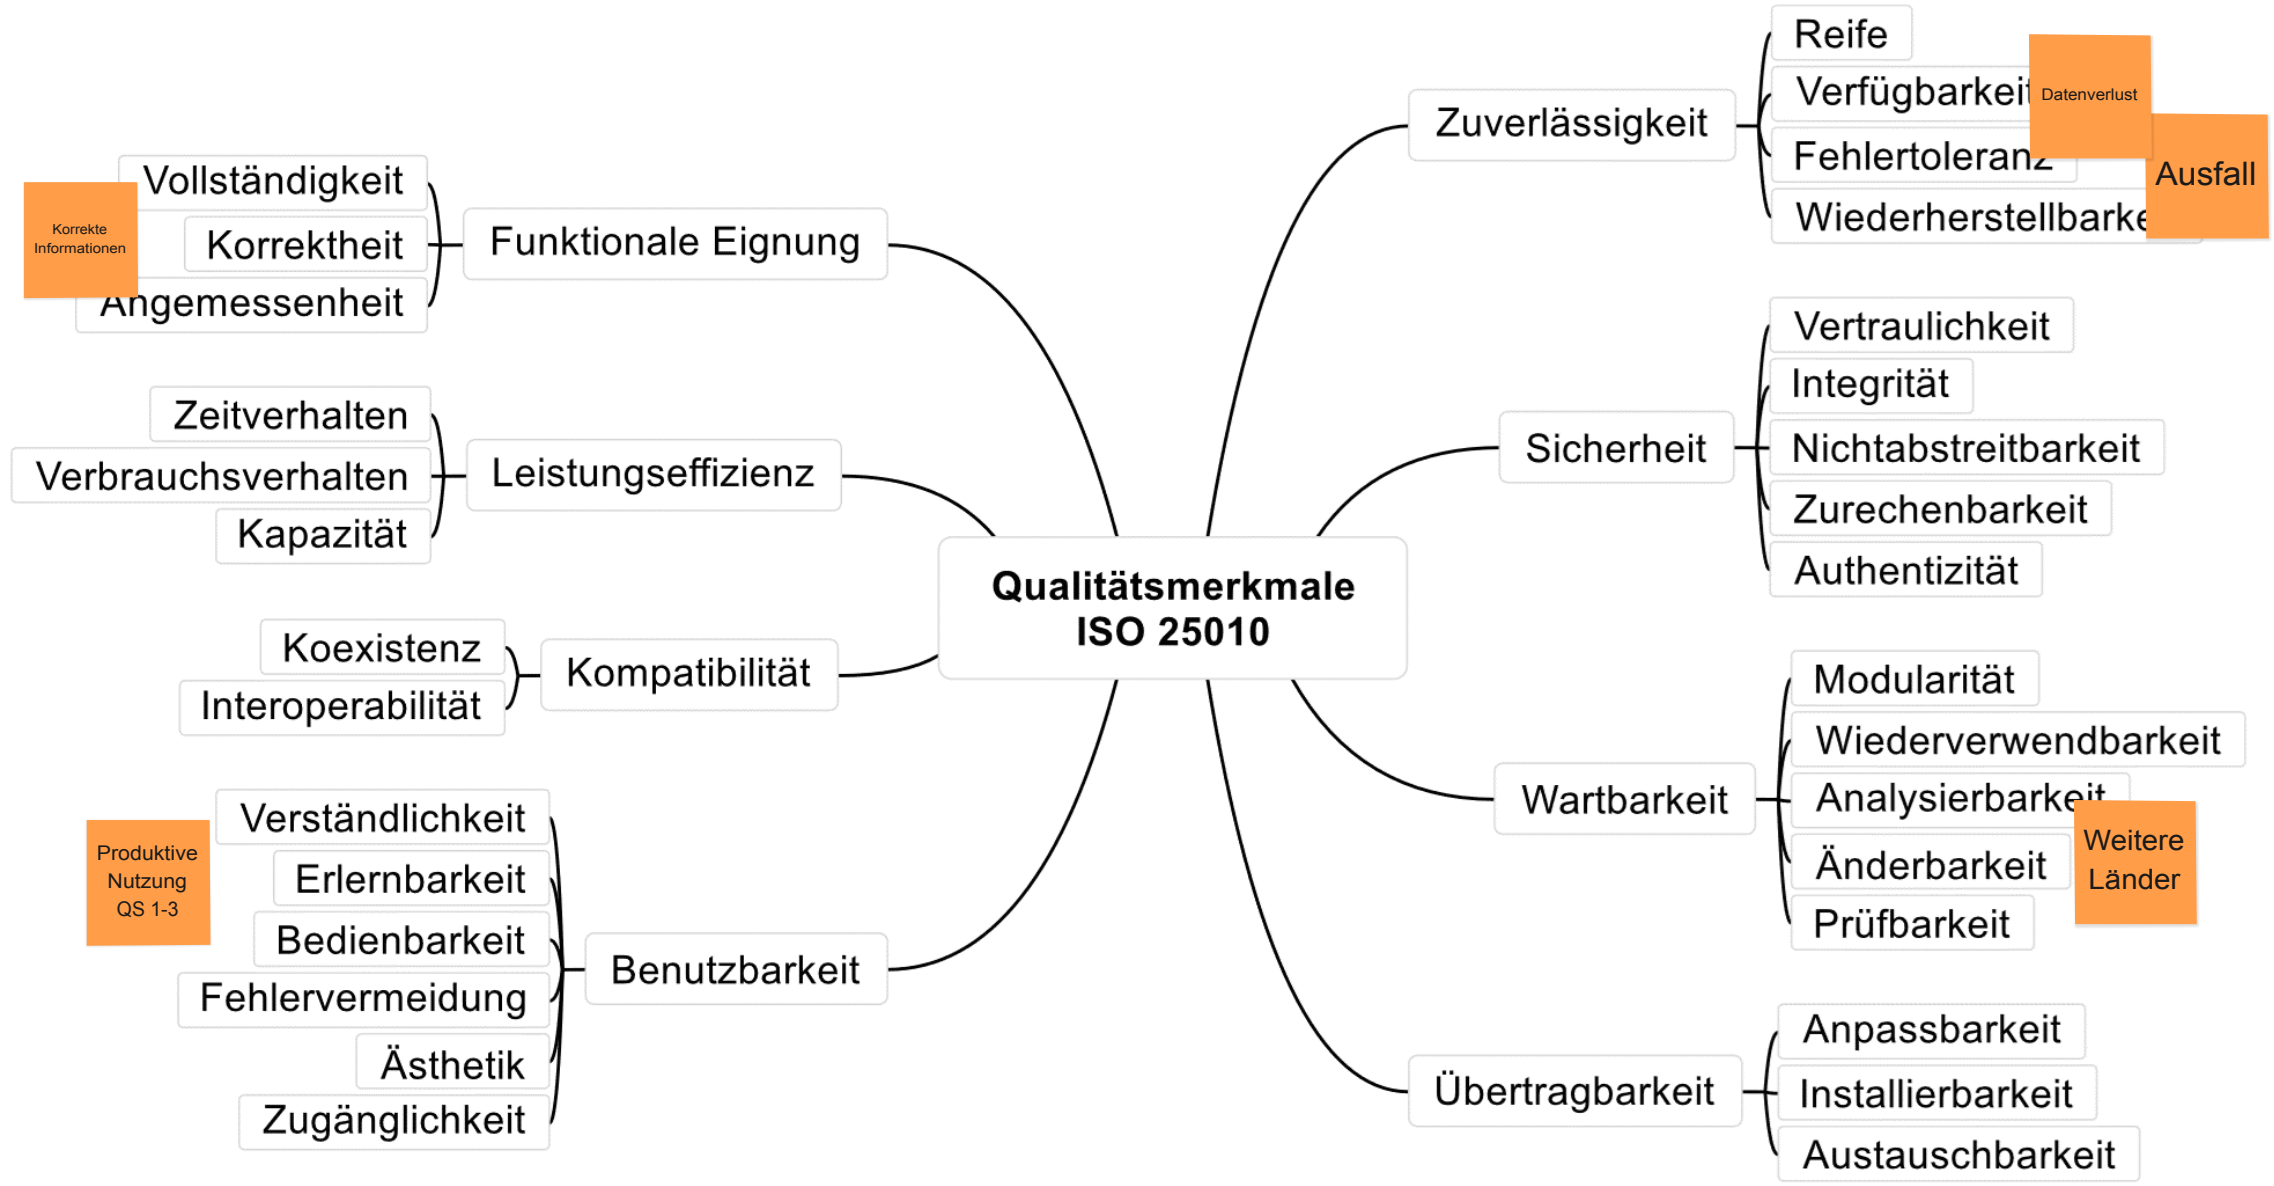 Qualitätsmerkmale
ISO 25010
Funktionale Eignung
Vollständigkeit
Korrektheit
Angemessenheit
Korrekte
Informationen
Leistungseffizienz
Zeitverhalten
Verbrauchsverhalten
Kapazität
Kompatibilität
Koexistenz
Interoperabilität
Benutzbarkeit
Verständlichkeit
Erlernbarkeit
Bedienbarkeit
Fehlervermeidung
Ästhetik
Zugänglichkeit
Produktive
Nutzung
QS 1-3
Zuverlässigkeit
Reife
Verfügbarkeit
Fehlertoleranz
Wiederherstellbarke
Datenverlust
Ausfall
Sicherheit
Vertraulichkeit
Integrität
Nichtabstreitbarkeit
Zurechenbarkeit
Authentizität
Wartbarkeit
Modularität
Wiederverwendbarkeit
Analysierbarkeit
Änderbarkeit
Prüfbarkeit
Weitere
Länder
Übertragbarkeit
Anpassbarkeit
Installierbarkeit
Austauschbarkeit